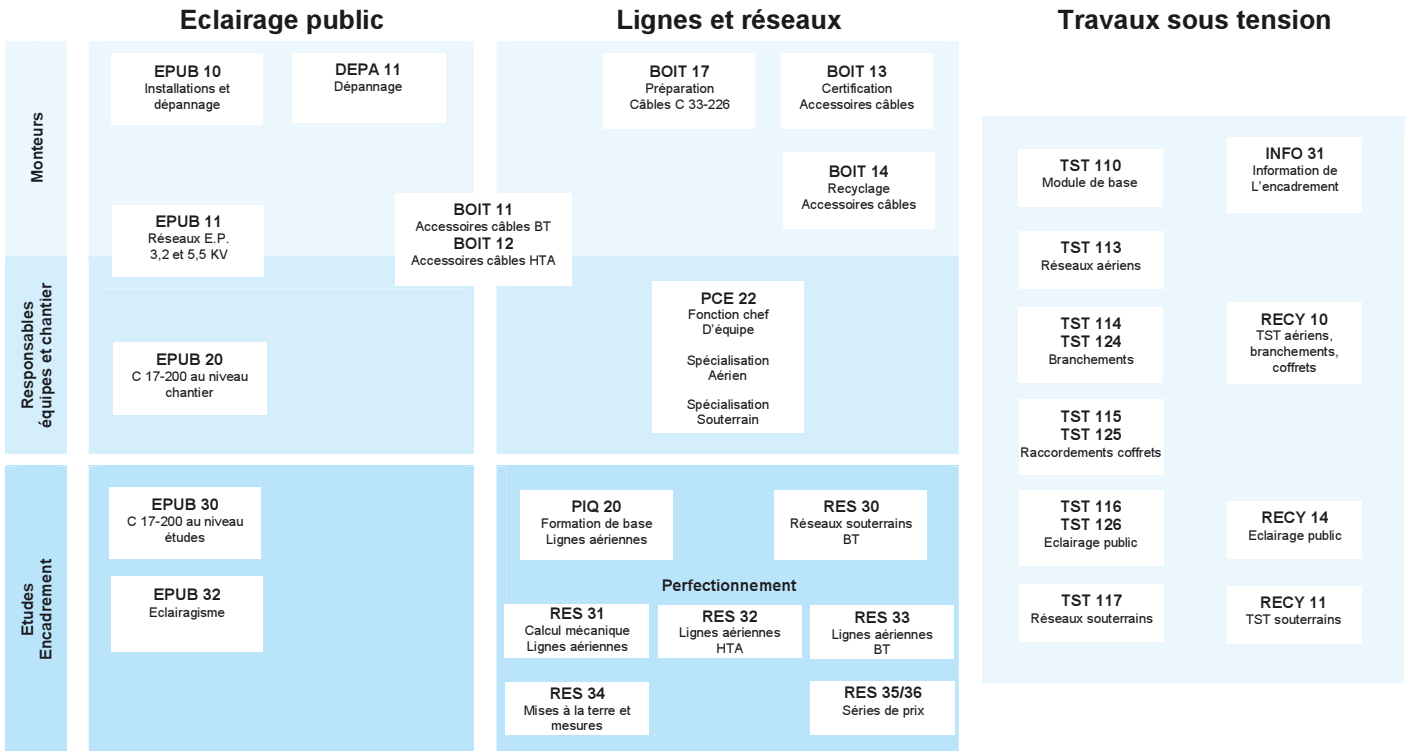 Eclairage public
Lignes et réseaux
Travaux sous tension
Monteurs
EPUB 10
Installations et
dépannage
DEPA 11
Dépannage
EPUB 11
Réseaux E.P.
3,2 et 5,5 KV
BOIT 11
Accessoires câbles BT
BOIT 12
Accessoires câbles HTA
BOIT 17
Préparation
Câbles C 33-226
BOIT 13
Certification
Accessoires câbles
BOIT 14
Recyclage
Accessoires câbles
Responsables
équipes et chantier
EPUB 20
C 17-200 au niveau
chantier
PCE 22
Fonction chef
D'équipe
Spécialisation
Aérien
Spécialisation
Souterrain
Etudes
Encadrement
EPUB 30
C 17-200 au niveau
études
EPUB 32
Eclairagisme
PIQ 20
Formation de base
Lignes aériennes
RES 30
Réseaux souterrains
BT
Perfectionnement
RES 31
Calcul mécanique
Lignes aériennes
RES 32
Lignes aériennes
HTA
RES 33
Lignes aériennes
BT
RES 34
Mises à la terre et
mesures
RES 35/36
Séries de prix
TST 110
Module de base
INFO 31
Information de
L'encadrement
TST 113
Réseaux aériens
TST 114
TST 124
Branchements
RECY 10
TST aériens,
branchements,
coffrets
TST 115
TST 125
Raccordements coffrets
TST 116
TST 126
Eclairage public
RECY 14
Eclairage public
TST 117
Réseaux souterrains
RECY 11
TST souterrains